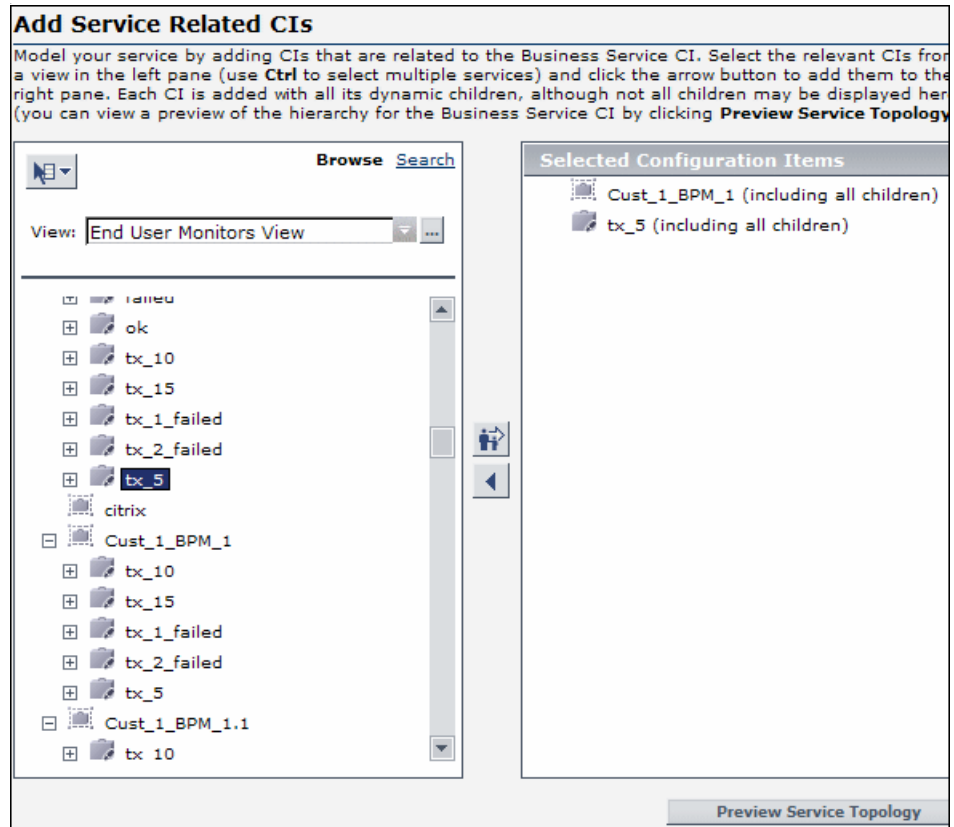 Add Service Related CIs
Model your service by adding CIs that are related to the Business Service CI. Select the relevant CIs from
a view in the left pane (use Ctrl to select multiple services) and click the arrow button to add them to the
right pane. Each CI is added with all its dynamic children, although not all children may be displayed her
(you can view a preview of the hierarchy for the Business Service CI by clicking Preview Service Topology
Browse Search
View: End User Monitors View ...
failed
ok
tx_10
tx_15
tx_1_failed
tx_2_failed
tx_5
citrix
Cust_1_BPM_1
tx_10
tx_15
tx_1_failed
tx_2_failed
tx_5
Cust_1_BPM_1.1
tx 10
Selected Configuration Items
Cust_1_BPM_1 (including all children)
tx_5 (including all children)
Preview Service Topology